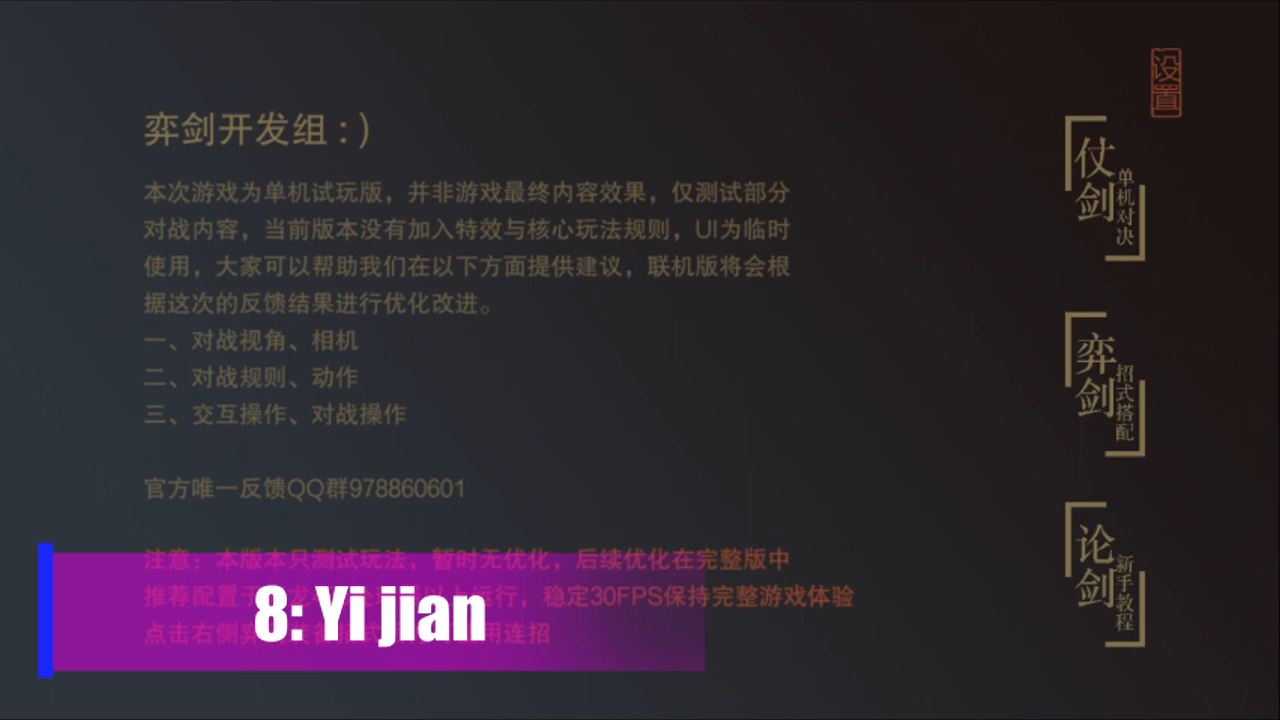 弈剑开发组：)
本次游戏为单机试玩版，并非游戏最终内容效果，仅测试部分
对战内容，当前版本没有加入特效与核心玩法规则，UI为临时
使用，大家可以帮助我们在以下方面提供建议，联机版将会根
据这次的反馈结果进行优化改进。
一、对战视角、相机
二、对战规则、动作
三、交互操作、对战操作
官方唯一反馈QQ群978860601
注意：本版本只测试玩法，暂时无优化，后续优化在完整版中
推荐配置于 龙 运行，稳定30FPS保持完整游戏体验
点击右侧 用连招
8: Yi jian
设置
仗剑
单机对决
弈剑
招式搭配
论剑
新手教程